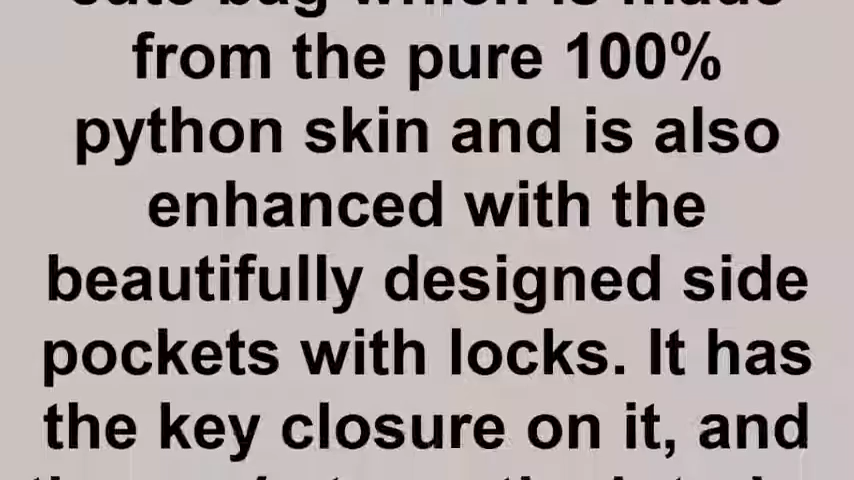 cute bag which is made
from the pure 100%
python skin and is also
enhanced with the
beautifully designed side
pockets with locks. It has
the key closure on it, and